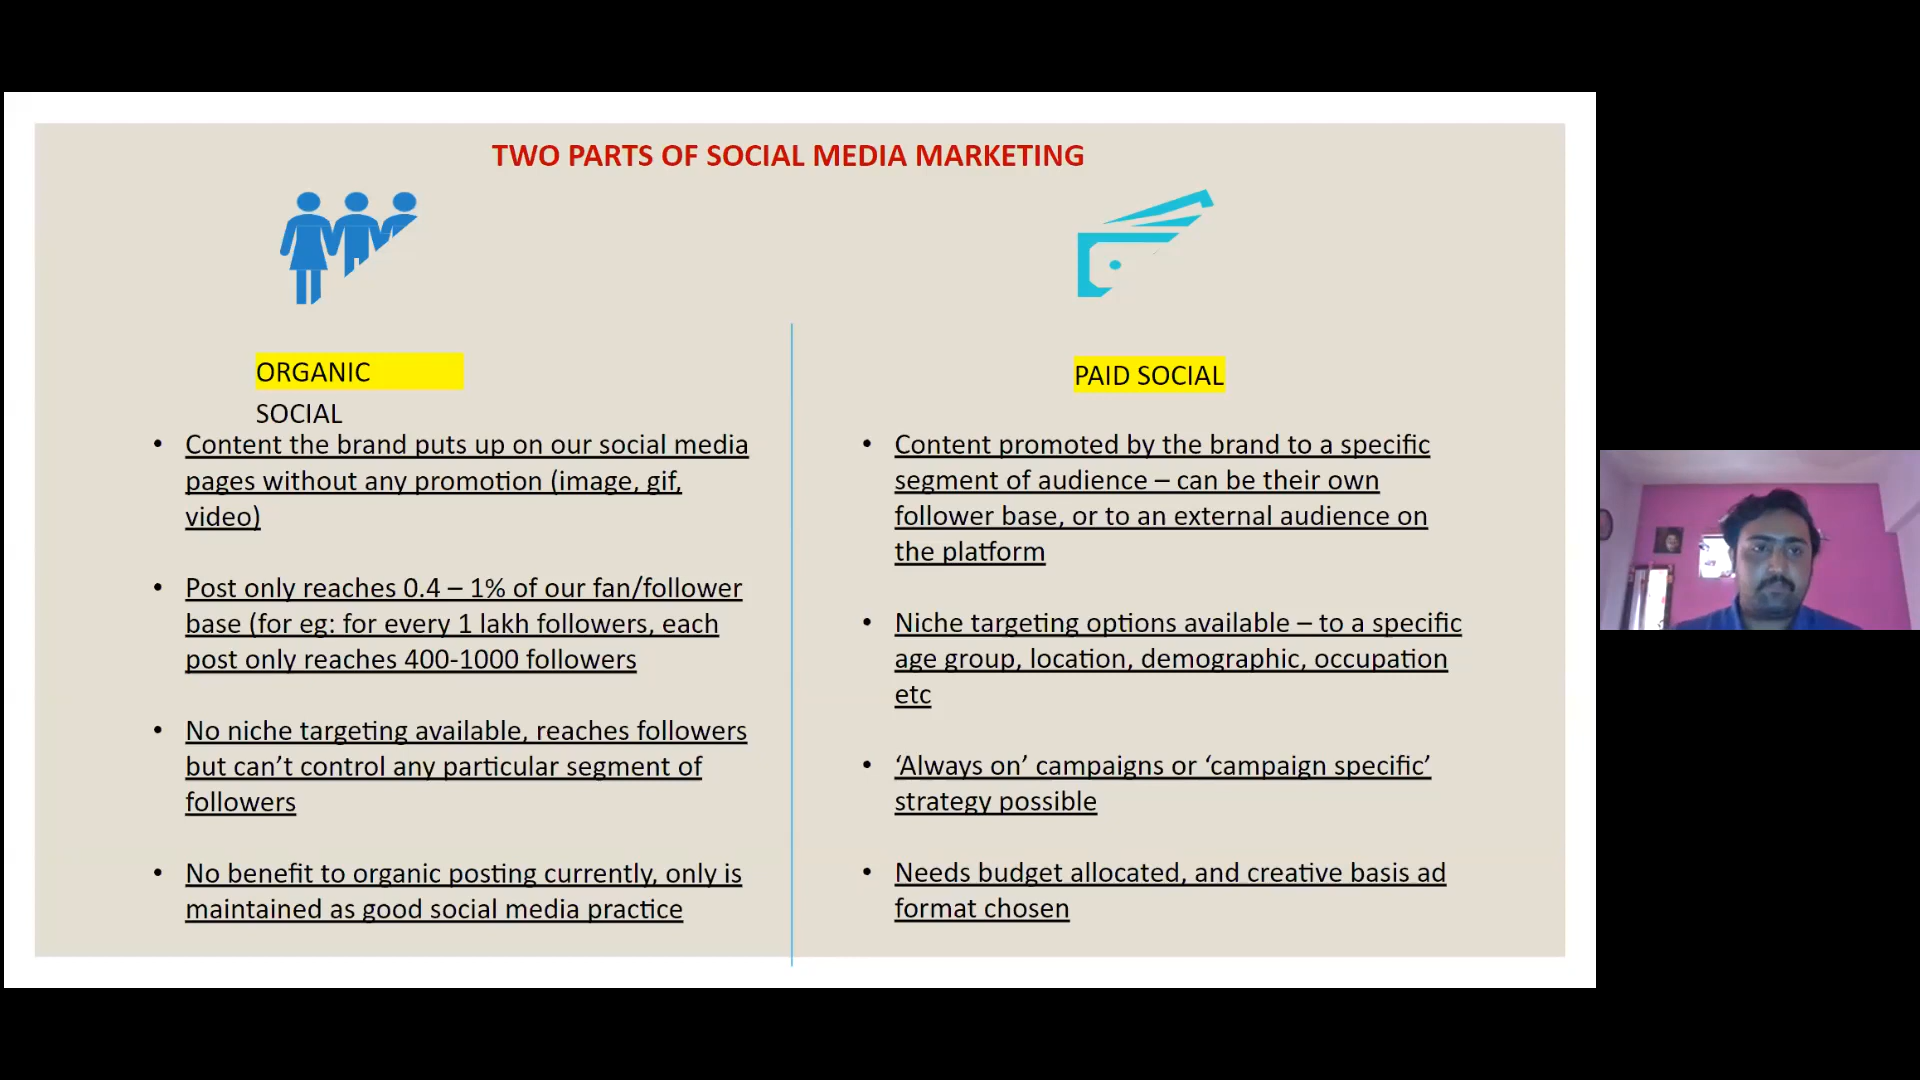 TWO PARTS OF SOCIAL MEDIA MARKETING
ORGANIC
SOCIAL
• Content the brand puts up on our social media
pages without any promotion (image, gif,
video)
• Post only reaches 0.4 – 1% of our fan/follower
base (for eg: for every 1 lakh followers, each
post only reaches 400-1000 followers
• No niche targeting available, reaches followers
but can’t control any particular segment of
followers
• No benefit to organic posting currently, only is
maintained as good social media practice
PAID SOCIAL
• Content promoted by the brand to a specific
segment of audience – can be their own
follower base, or to an external audience on
the platform
• Niche targeting options available – to a specific
age group, location, demographic, occupation
etc
• ‘Always on’ campaigns or ‘campaign specific’
strategy possible
• Needs budget allocated, and creative basis ad
format chosen